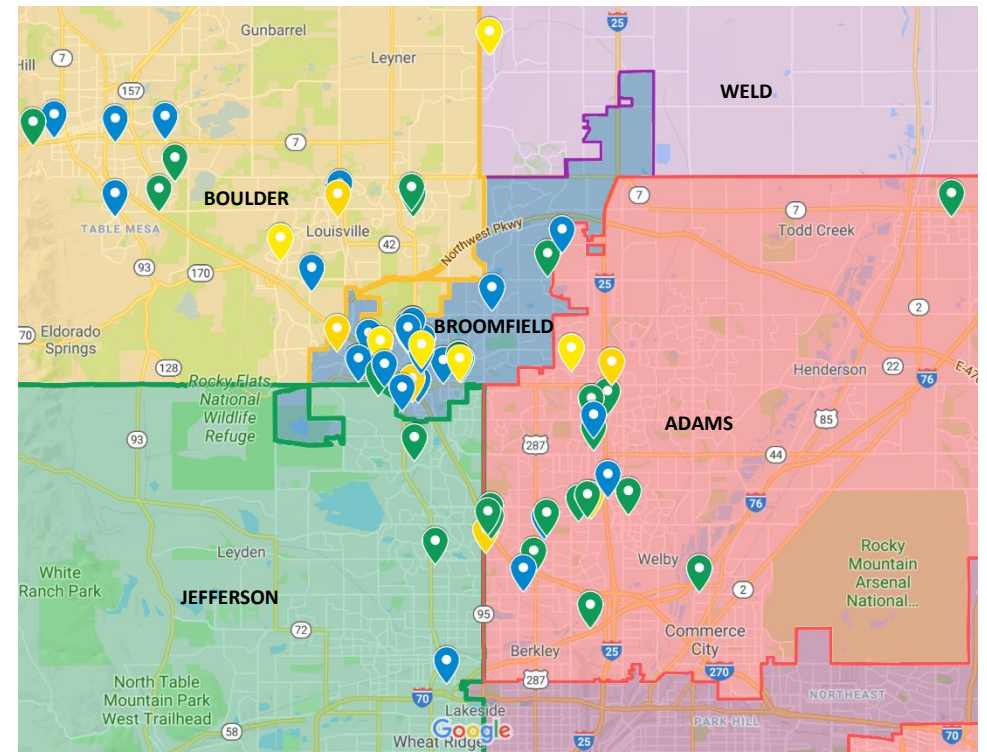 Gunbarrel
25
Hill
7
Leyner
157
WELD
7
BOULDER
7
7
TABLE MESA
Louisville
42
Northwest Pkwy
Todd Creek
93
170
25
2
70
Eldorado
Springs
BROOMFIELD
128
Henderson
22
E-470
76
Rocky Flats
National
Wildlife
Refuge
93
287
ADAMS
85
44
76
Leyden
White
Ranch Park
Welby
Rocky
Mountain
Arsenal
National...
2
JEFFERSON
95
72
Commerce
City
Berkley
25
270
287
North Table
Mountain Park
West Trailhead
70
NORTHEAST
Lakeside
PARK HILL
58
Google
Wheat Ridge
25
70